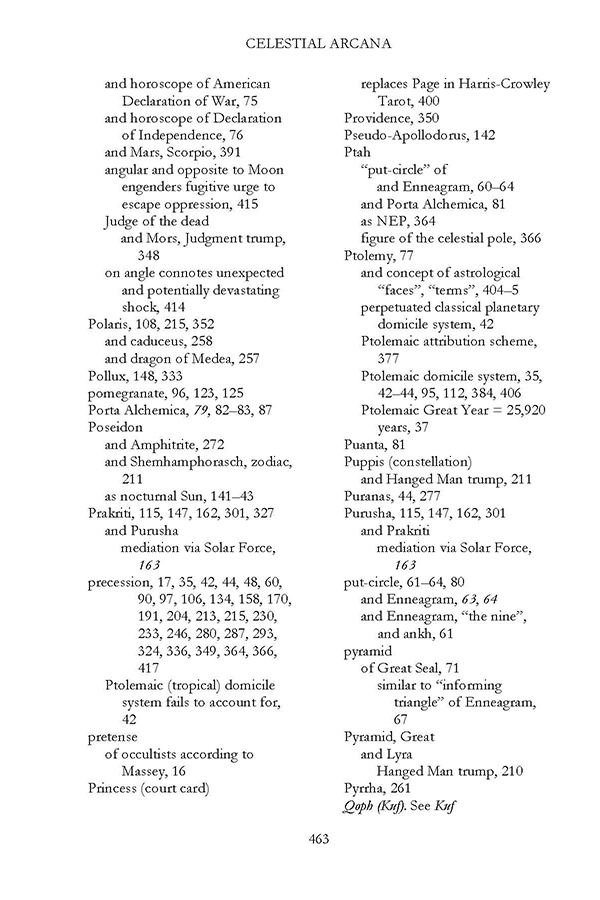 CELESTIAL ARCANA
and horoscope of American
Declaration of War, 75
and horoscope of Declaration
of Independence, 76
and Mars, Scorpio, 391
angular and opposite to Moon
engenders fugitive urge to
escape oppression, 415
Judge of the dead
and Mors, Judgment trump,
348
on angle connotes unexpected
and potentially devastating
shock, 414
Polaris, 108, 215, 352
and caduceus, 258
and dragon of Medea, 257
Pollux, 148, 333
pomegranate, 96, 123, 125
Porta Alchemica, 79, 82–83, 87
Poseidon
and Amphitrite, 272
and Shemhamphorasch, zodiac,
211
as nocturnal Sun, 141–43
Prakriti, 115, 147, 162, 301, 327
and Purusha
mediation via Solar Force,
163
precession, 17, 35, 42, 44, 48, 60,
90, 97, 106, 134, 158, 170,
191, 204, 213, 215, 230,
233, 246, 280, 287, 293,
324, 336, 349, 364, 366,
417
Ptolemaic (tropical) domicile
system fails to account for,
42
pretense
of occultists according to
Massey, 16
Princess (court card)
replaces Page in Harris-Crowley
Tarot, 400
Providence, 350
Pseudo-Apollodorus, 142
Ptah
“put-circle” of
and Enneagram, 60–64
and Porta Alchemica, 81
as NEP, 364
figure of the celestial pole, 366
Ptolemy, 77
and concept of astrological
“faces”, “terms”, 404–5
perpetuated classical planetary
domicile system, 42
Ptolemaic attribution scheme,
377
Ptolemaic domicile system, 35,
42–44, 95, 112, 384, 406
Ptolemaic Great Year = 25,920
years, 37
Puanta, 81
Puppis (constellation)
and Hanged Man trump, 211
Puranas, 44, 277
Purusha, 115, 147, 162, 301
and Prakriti
mediation via Solar Force,
163
put-circle, 61–64, 80
and Enneagram, 63, 64
and Enneagram, “the nine”,
and ankh, 61
pyramid
of Great Seal, 71
similar to “informing
triangle” of Enneagram,
67
Pyramid, Great
and Lyra
Hanged Man trump, 210
Pyrrha, 261
Qoph (Kuf). See Kuf
463